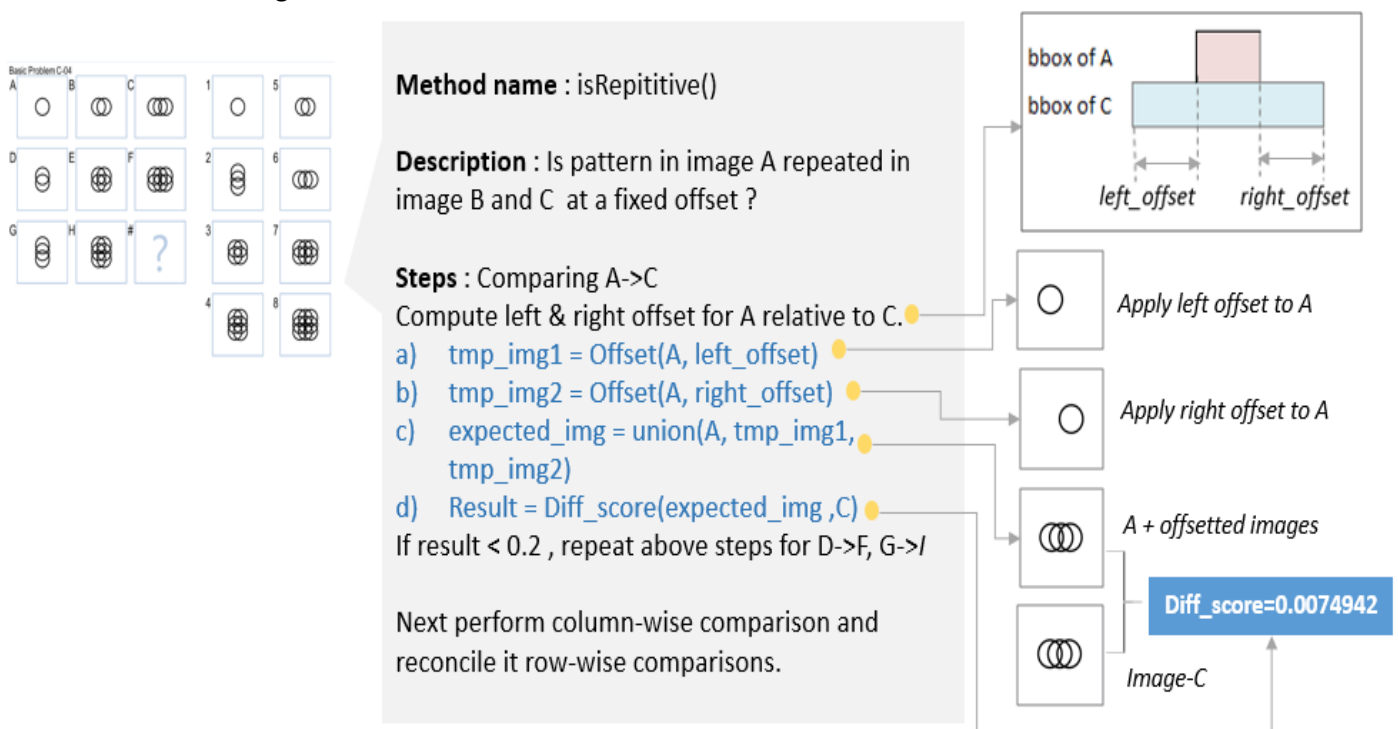 Basic Problem C-04
A B C 1 5
D E F 2 6
G H # ? 3 7
4 8
Method name : isRepititive()
Description : Is pattern in image A repeated in
image B and C at a fixed offset ?
Steps : Comparing A->C
Compute left & right offset for A relative to C.
a) tmp_img1 = Offset(A, left_offset)
b) tmp_img2 = Offset(A, right_offset)
c) expected_img = union(A, tmp_img1,
tmp_img2)
d) Result = Diff_score(expected_img ,C)
If result < 0.2 , repeat above steps for D->F, G->I
Next perform column-wise comparison and
reconcile it row-wise comparisons.
bbox of A
bbox of C
left_offset right_offset
Apply left offset to A
Apply right offset to A
A + offsetted images
Diff_score=0.0074942
Image-C